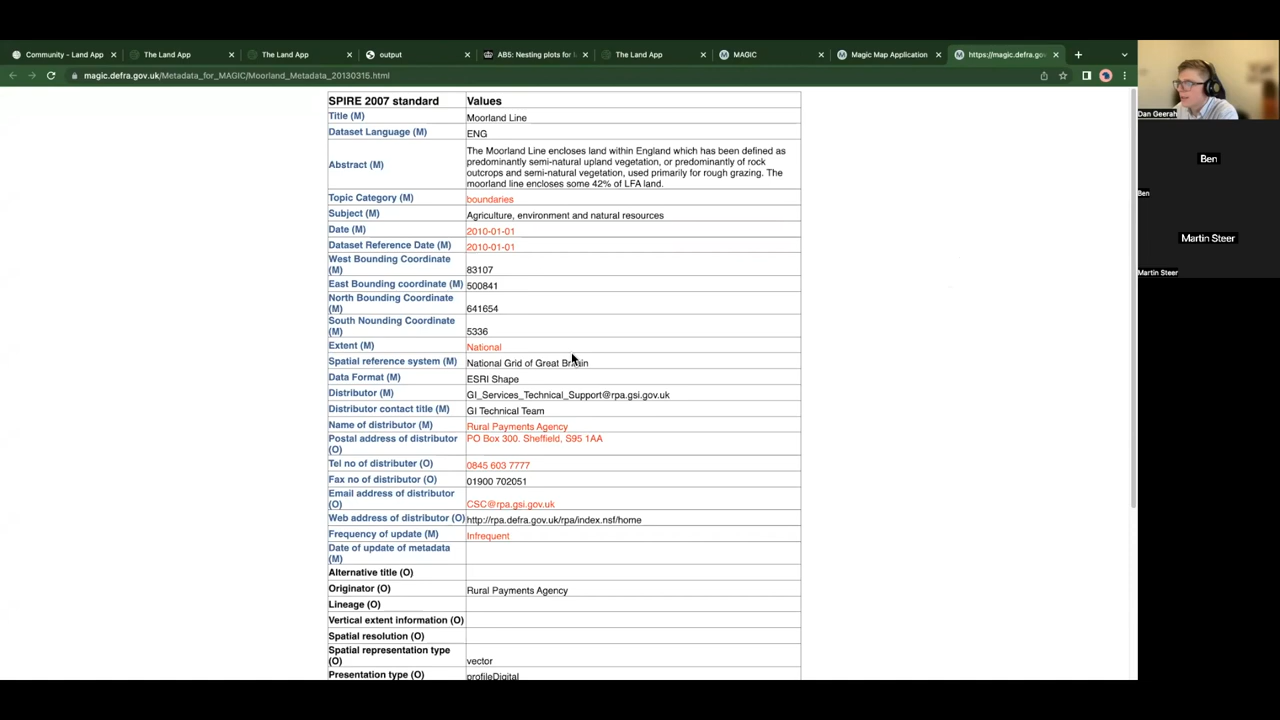 Community - Land App
The Land App
The Land App
output
AB5: Nesting plots for l
The Land App
MAGIC
Magic Map Application
https://magic.defra.gov
magic.defra.gov.uk/Metadata_for_MAGIC/Moorland_Metadata_20130315.html
SPIRE 2007 standard Values
Title (M) Moorland Line
Dataset Language (M) ENG
Abstract (M)
The Moorland Line encloses land within England which has been defined as
predominantly semi-natural upland vegetation, or predominantly of rock
outcrops and semi-natural vegetation, used primarily for rough grazing. The
moorland line encloses some 42% of LFA land.
Topic Category (M) boundaries
Subject (M) Agriculture, environment and natural resources
Date (M) 2010-01-01
Dataset Reference Date (M) 2010-01-01
West Bounding Coordinate
(M) 83107
East Bounding coordinate (M) 500841
North Bounding Coordinate
(M) 641654
South Nounding Coordinate
(M) 5336
Extent (M) National
Spatial reference system (M) National Grid of Great Britain
Data Format (M) ESRI Shape
Distributor (M) GI_Services_Technical_Support@rpa.gsi.gov.uk
Distributor contact title (M) GI Technical Team
Name of distributor (M) Rural Payments Agency
Postal address of distributor
(O) PO Box 300. Sheffield, S95 1AA
Tel no of distributer (O) 0845 603 7777
Fax no of distributor (O) 01900 702051
Email address of distributor
(O) CSC@rpa.gsi.gov.uk
Web address of distributor (O) http://rpa.defra.gov.uk/rpa/index.nsf/home
Frequency of update (M) Infrequent
Date of update of metadata
(M)
Alternative title (O)
Originator (O) Rural Payments Agency
Lineage (O)
Vertical extent information (O)
Spatial resolution (O)
Spatial representation type
(O) vector
Presentation type (O) profileDigital
Dan Geerah
Ben
Ben
Martin Steer
Martin Steer